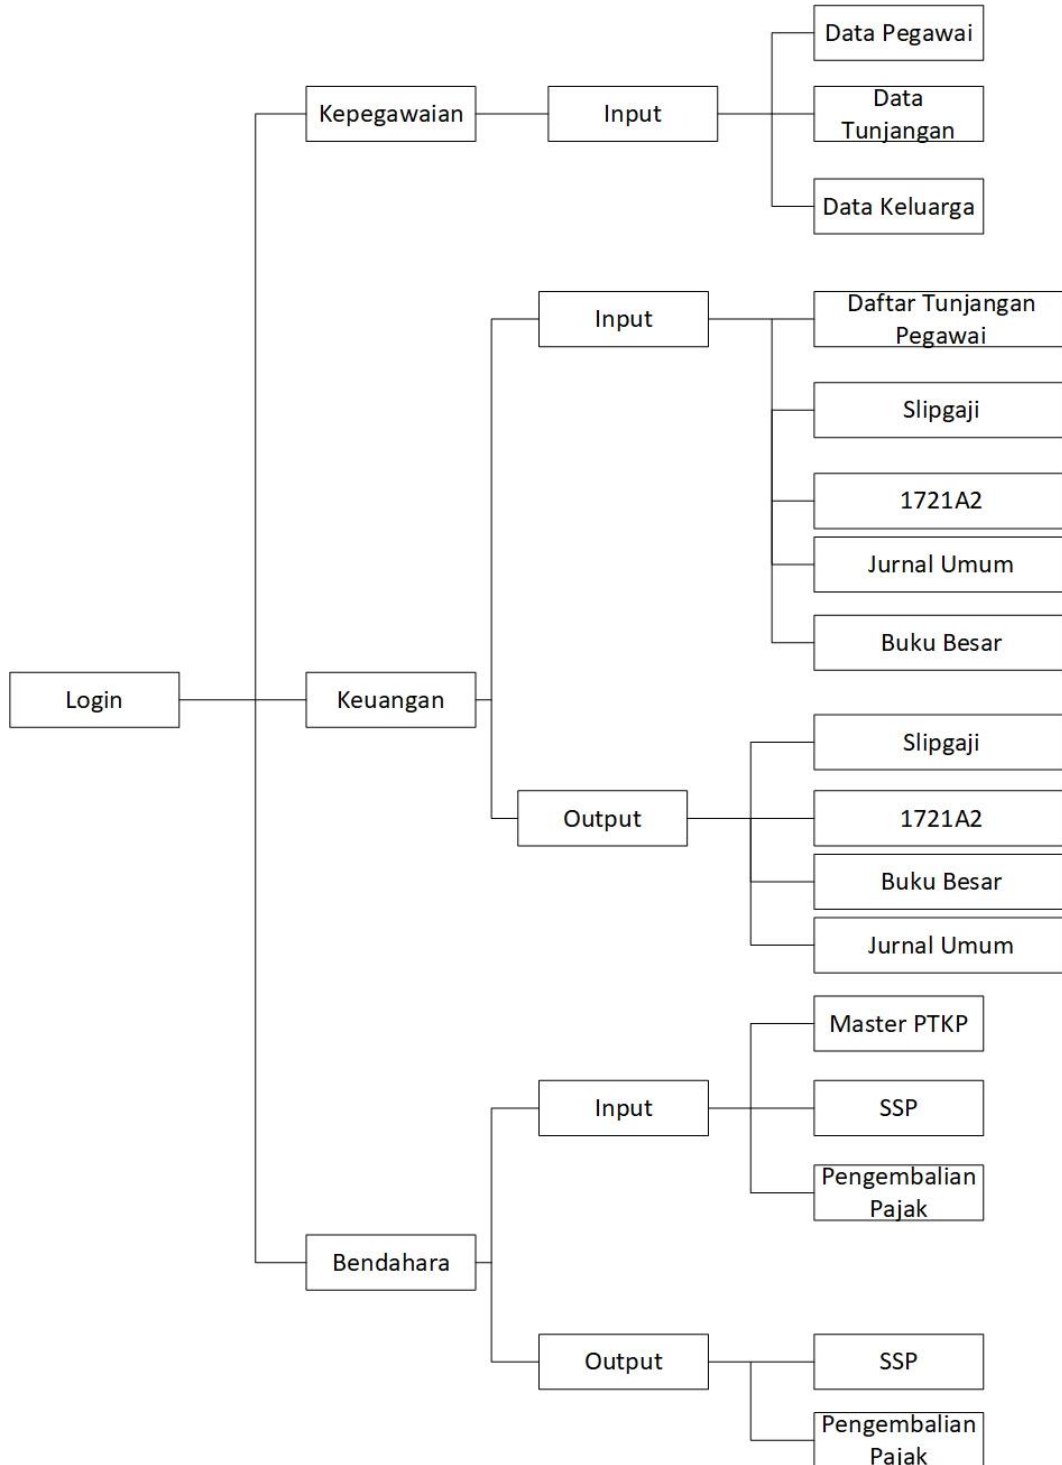 Data Pegawai
Kepegawaian
Input
Data
Tunjangan
Data Keluarga
Input
Daftar Tunjangan
Pegawai
Slipgaji
1721A2
Jurnal Umum
Buku Besar
Login
Keuangan
Slipgaji
Output
1721A2
Buku Besar
Jurnal Umum
Master PTKP
Input
SSP
Pengembalian
Pajak
Bendahara
Output
SSP
Pengembalian
Pajak